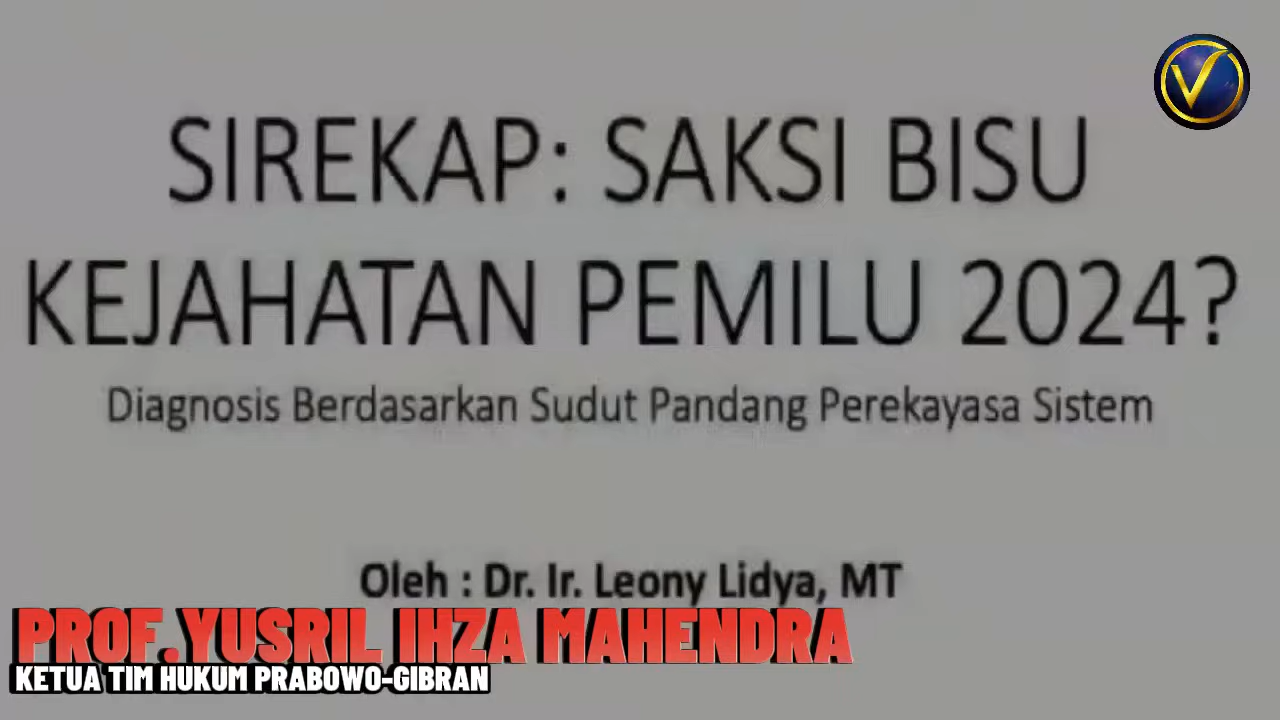 SIREKAP: SAKSI BISU
KEJAHATAN PEMILU 2024?
Diagnosis Berdasarkan Sudut Pandang Perekayasa Sistem
Oleh : Dr. Ir. Leony Lidya, MT
PROF.YUSRIL IHZA MAHENDRA
KETUA TIM HUKUM PRABOWO-GIBRAN